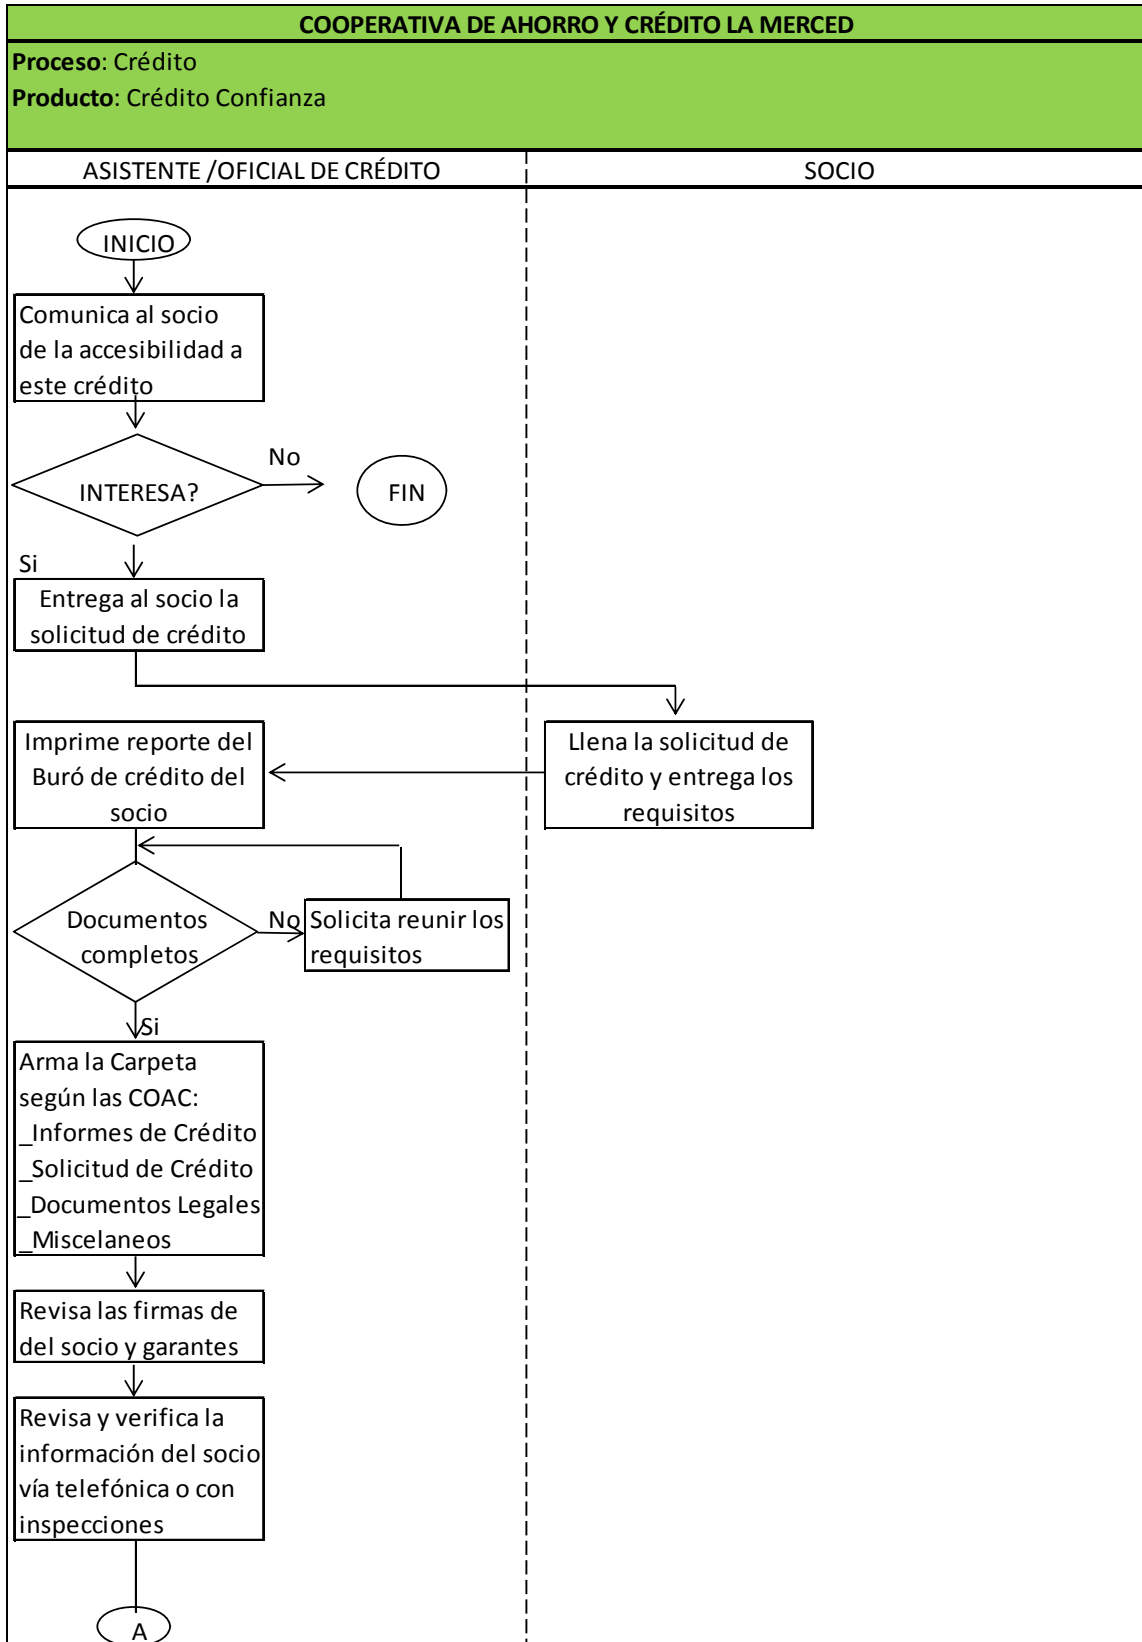 COOPERATIVA DE AHORRO Y CRÉDITO LA MERCED
Proceso: Crédito
Producto: Crédito Confianza
ASISTENTE /OFICIAL DE CRÉDITO
SOCIO
INICIO
Comunica al socio
de la accesibilidad a
este crédito
INTERESA?
No
FIN
Si
Entrega al socio la
solicitud de crédito
Llena la solicitud de
crédito y entrega los
requisitos
Imprime reporte del
Buró de crédito del
socio
Documentos
completos
No
Solicita reunir los
requisitos
Si
Arma la Carpeta
según las COAC:
_Informes de Crédito
_Solicitud de Crédito
_Documentos Legales
_Miscelaneos
Revisa las firmas de
del socio y garantes
Revisa y verifica la
información del socio
vía telefónica o con
inspecciones
A